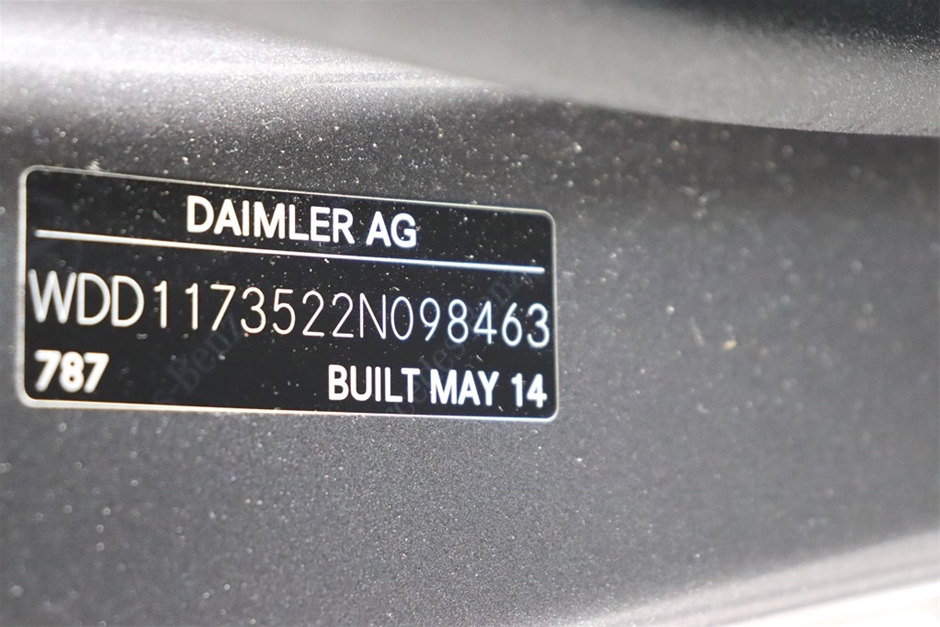 DAIMLER AG
WDD1173522N098463
787
BUILT MAY 14